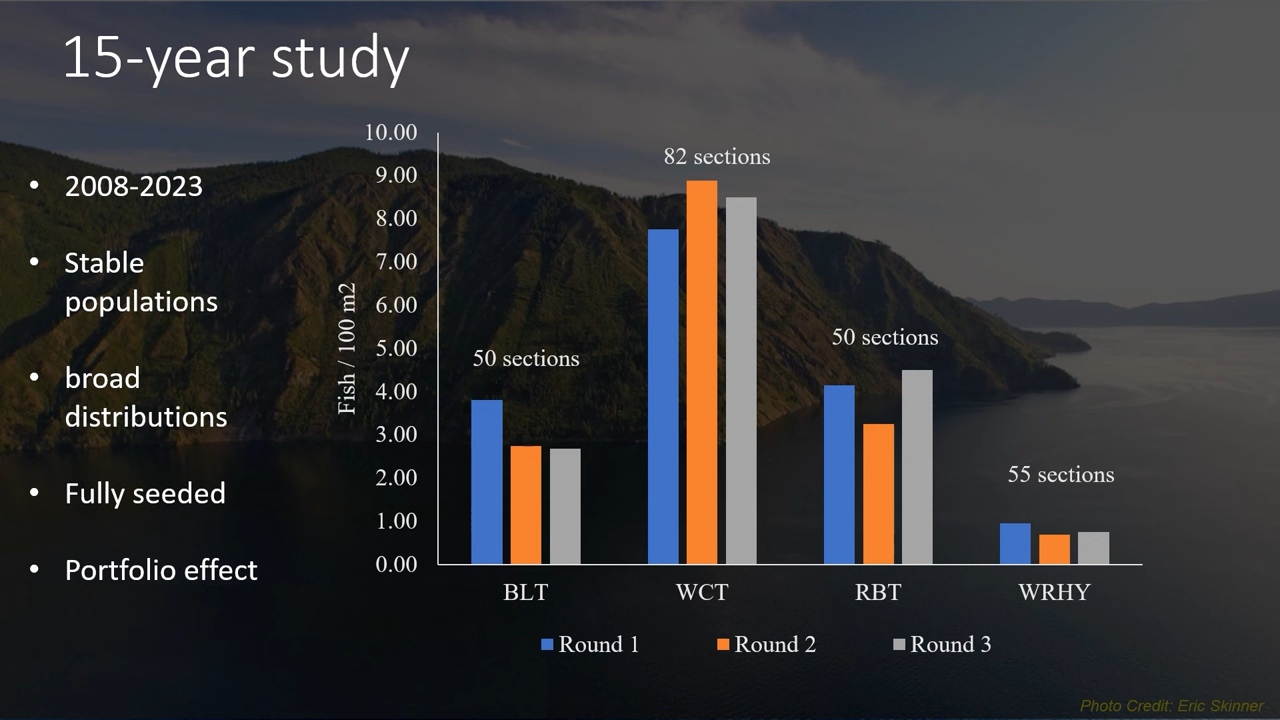 15-year study
• 2008-2023
• Stable
populations
• broad
distributions
• Fully seeded
• Portfolio effect
Fish / 100 m2
10.00
9.00
8.00
7.00
6.00
5.00
4.00
3.00
2.00
1.00
0.00
50 sections
82 sections
50 sections
55 sections
BLT WCT RBT WRHY
Round 1 Round 2 Round 3
Photo Credit: Eric Skinner